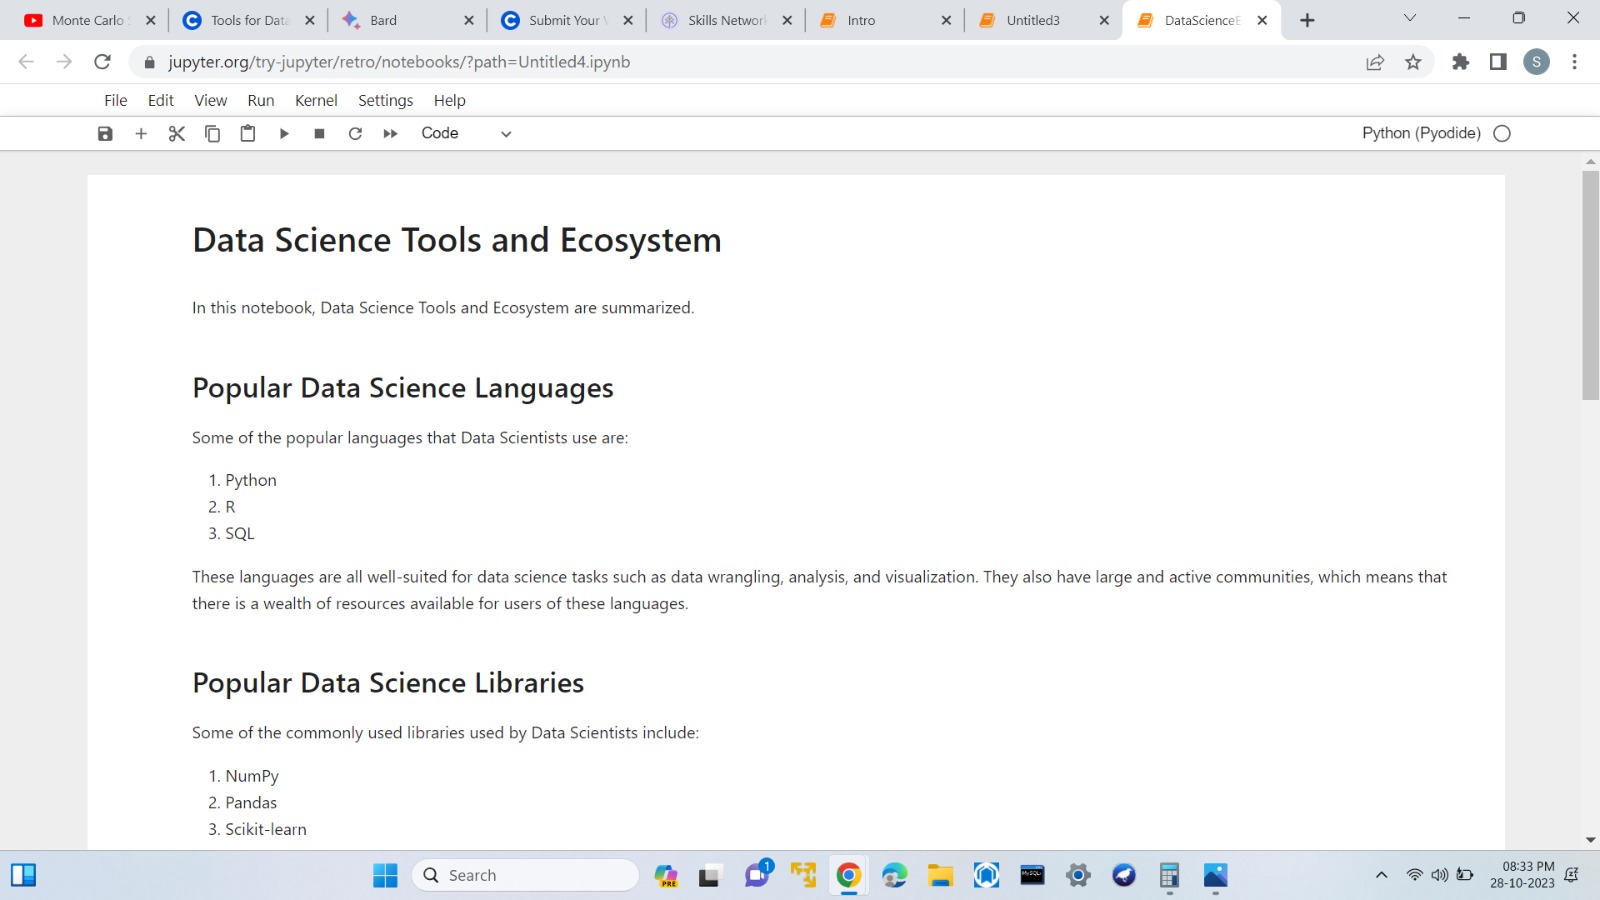 Monte Carlo S
Tools for Data
Bard
Submit Your
Skills Network
Intro
Untitled3
DataScienceE
jupyter.org/try-jupyter/retro/notebooks/?path=Untitled4.ipynb
S
File Edit View Run Kernel Settings Help
Code
Python (Pyodide)
Data Science Tools and Ecosystem
In this notebook, Data Science Tools and Ecosystem are summarized.
Popular Data Science Languages
Some of the popular languages that Data Scientists use are:
1. Python
2. R
3. SQL
These languages are all well-suited for data science tasks such as data wrangling, analysis, and visualization. They also have large and active communities, which means that
there is a wealth of resources available for users of these languages.
Popular Data Science Libraries
Some of the commonly used libraries used by Data Scientists include:
1. NumPy
2. Pandas
3. Scikit-learn
Search
PRE
1
MySQL
08:33 PM
28-10-2023